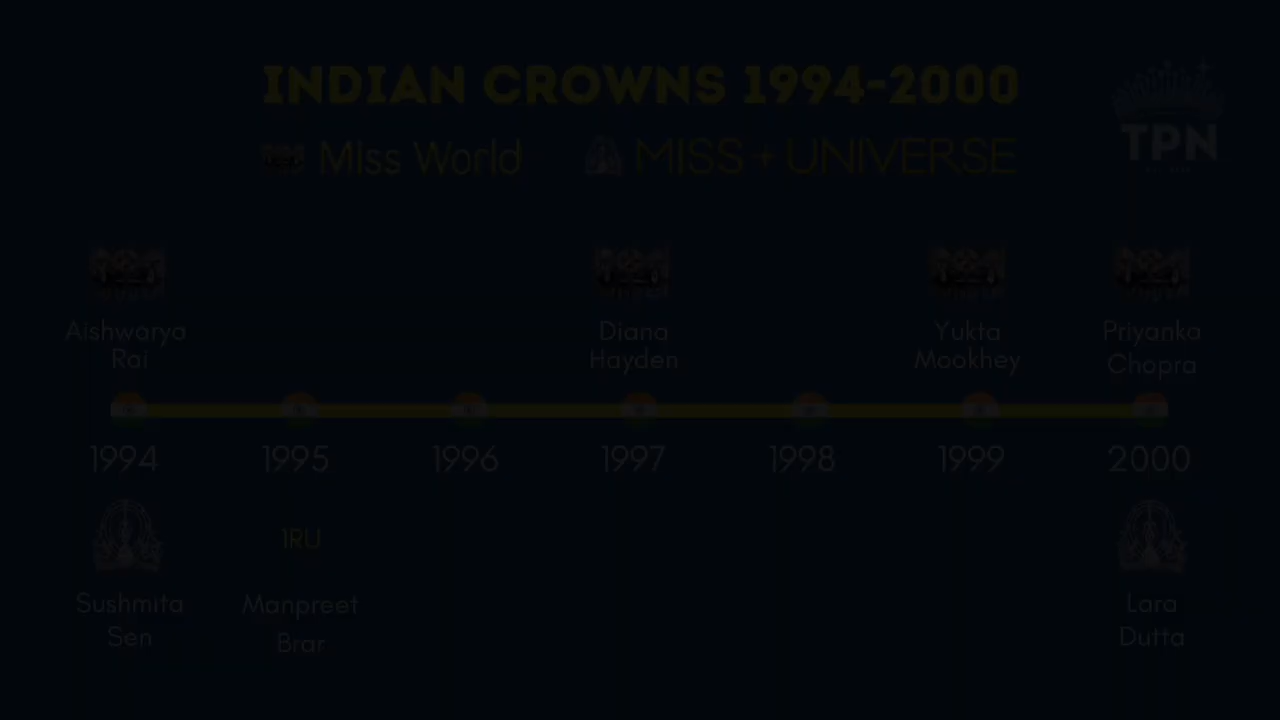 INDIAN CROWNS 1994-2000
TPN
MIss World
MISS + UNIVERSE
Aishwarya
Rai
Diana
Hayden
Yukta
Mookhey
Priyanka
Chopra
1994
1995
1996
1997
1998
1999
2000
1RU
Sushmita
Sen
Manpreet
Brar
Lara
Dutta